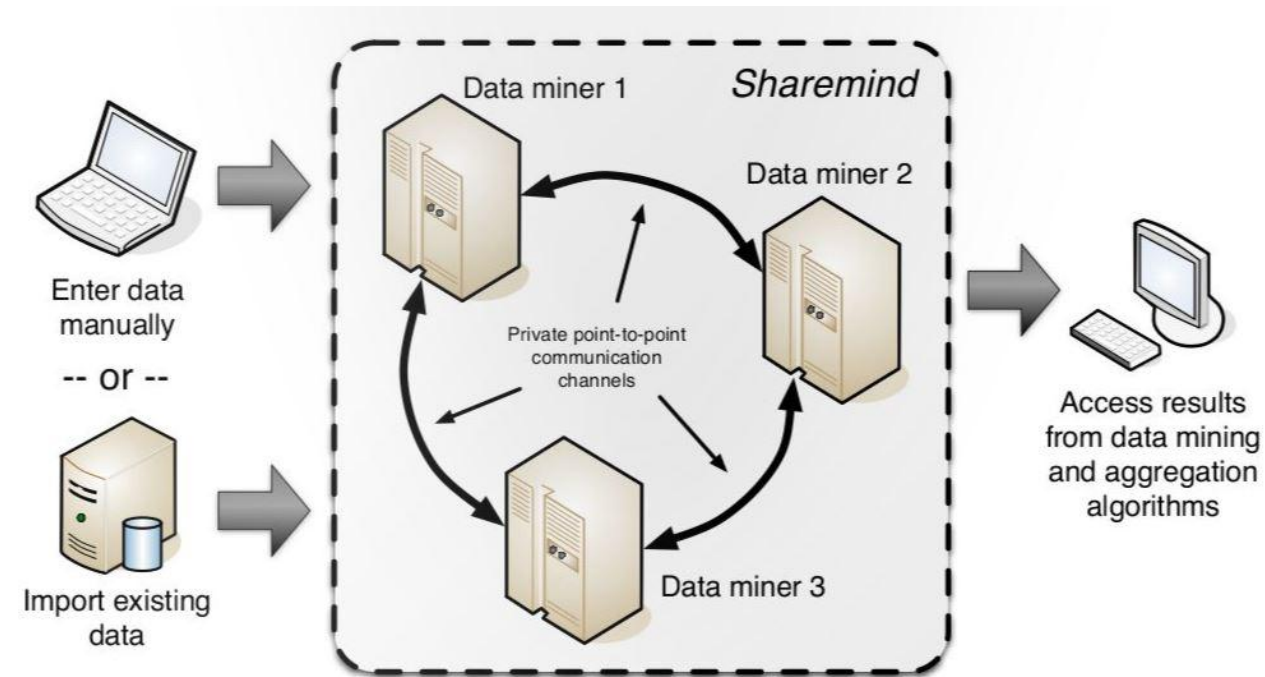 Data miner 1
Sharemind
Data miner 2
Enter data
manually
-- or --
Import existing
data
Private point-to-point
communication
channels
Data miner 3
Access results
from data mining
and aggregation
algorithms